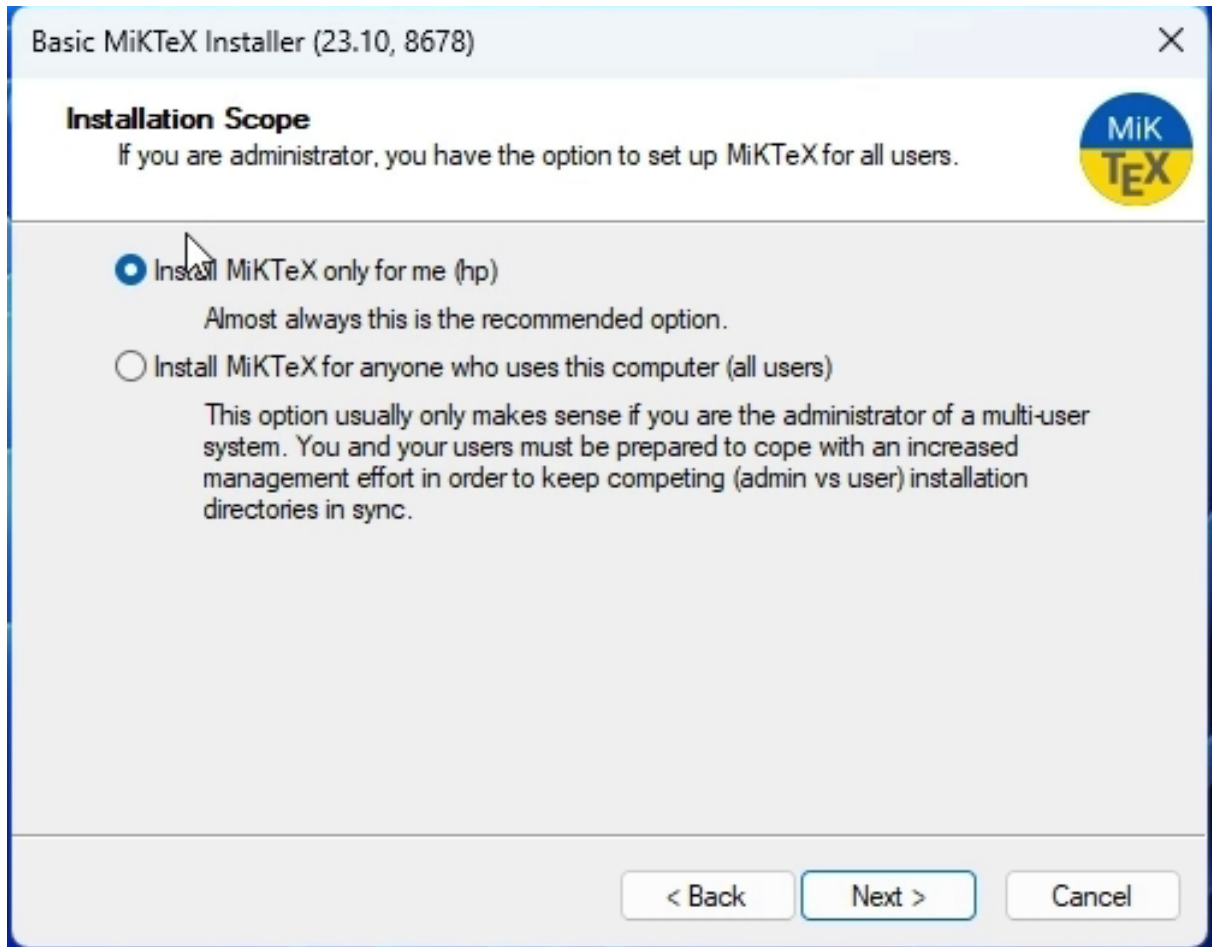 Basic MiKTeX Installer (23.10, 8678)
Installation Scope
If you are administrator, you have the option to set up MiKTeX for all users.
MiK
TEX
Install MiKTeX only for me (hp)
Almost always this is the recommended option.
Install MiKTeX for anyone who uses this computer (all users)
This option usually only makes sense if you are the administrator of a multi-user
system. You and your users must be prepared to cope with an increased
management effort in order to keep competing (admin vs user) installation
directories in sync.
< Back Next > Cancel